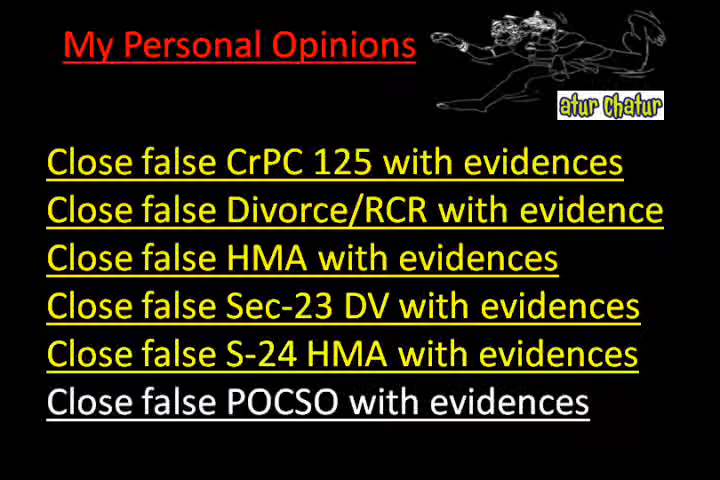 My Personal Opinions
atur Chatur
Close false CrPC 125 with evidences
Close false Divorce/RCR with evidence
Close false HMA with evidences
Close false Sec-23 DV with evidences
Close false S-24 HMA with evidences
Close false POCSO with evidences